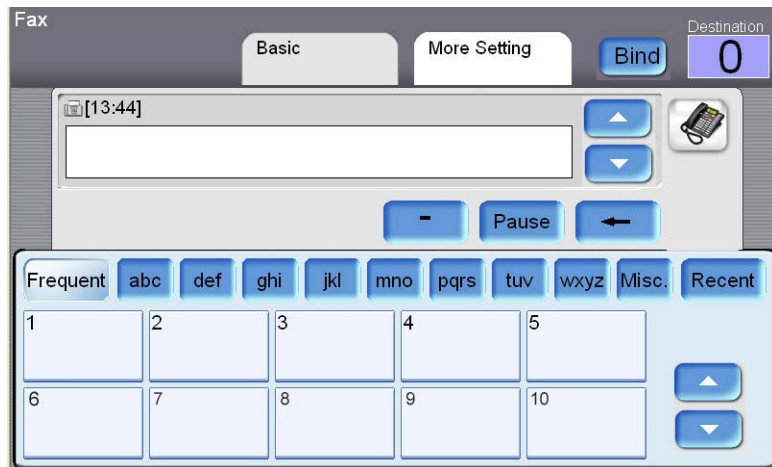 Fax
Basic More Setting Bind Destination
0
[13:44]
- Pause
Frequent abc def ghi jkl mno pqrs tuv wxyz Misc. Recent
1 2 3 4 5
6 7 8 9 10